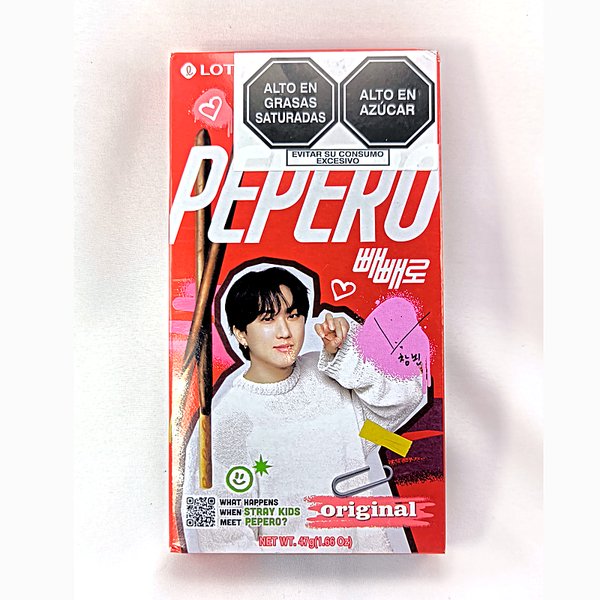 LOT
ALTO EN
GRASAS
SATURADAS
ALTO EN
AZÚCAR
EVITAR SU CONSUMO
EXCESIVO
PEPERO
빼빼로
창빈
WHAT HAPPENS
WHEN STRAY KIDS
MEET PEPERO?
original
NET WT. 47g(1.66 Oz)